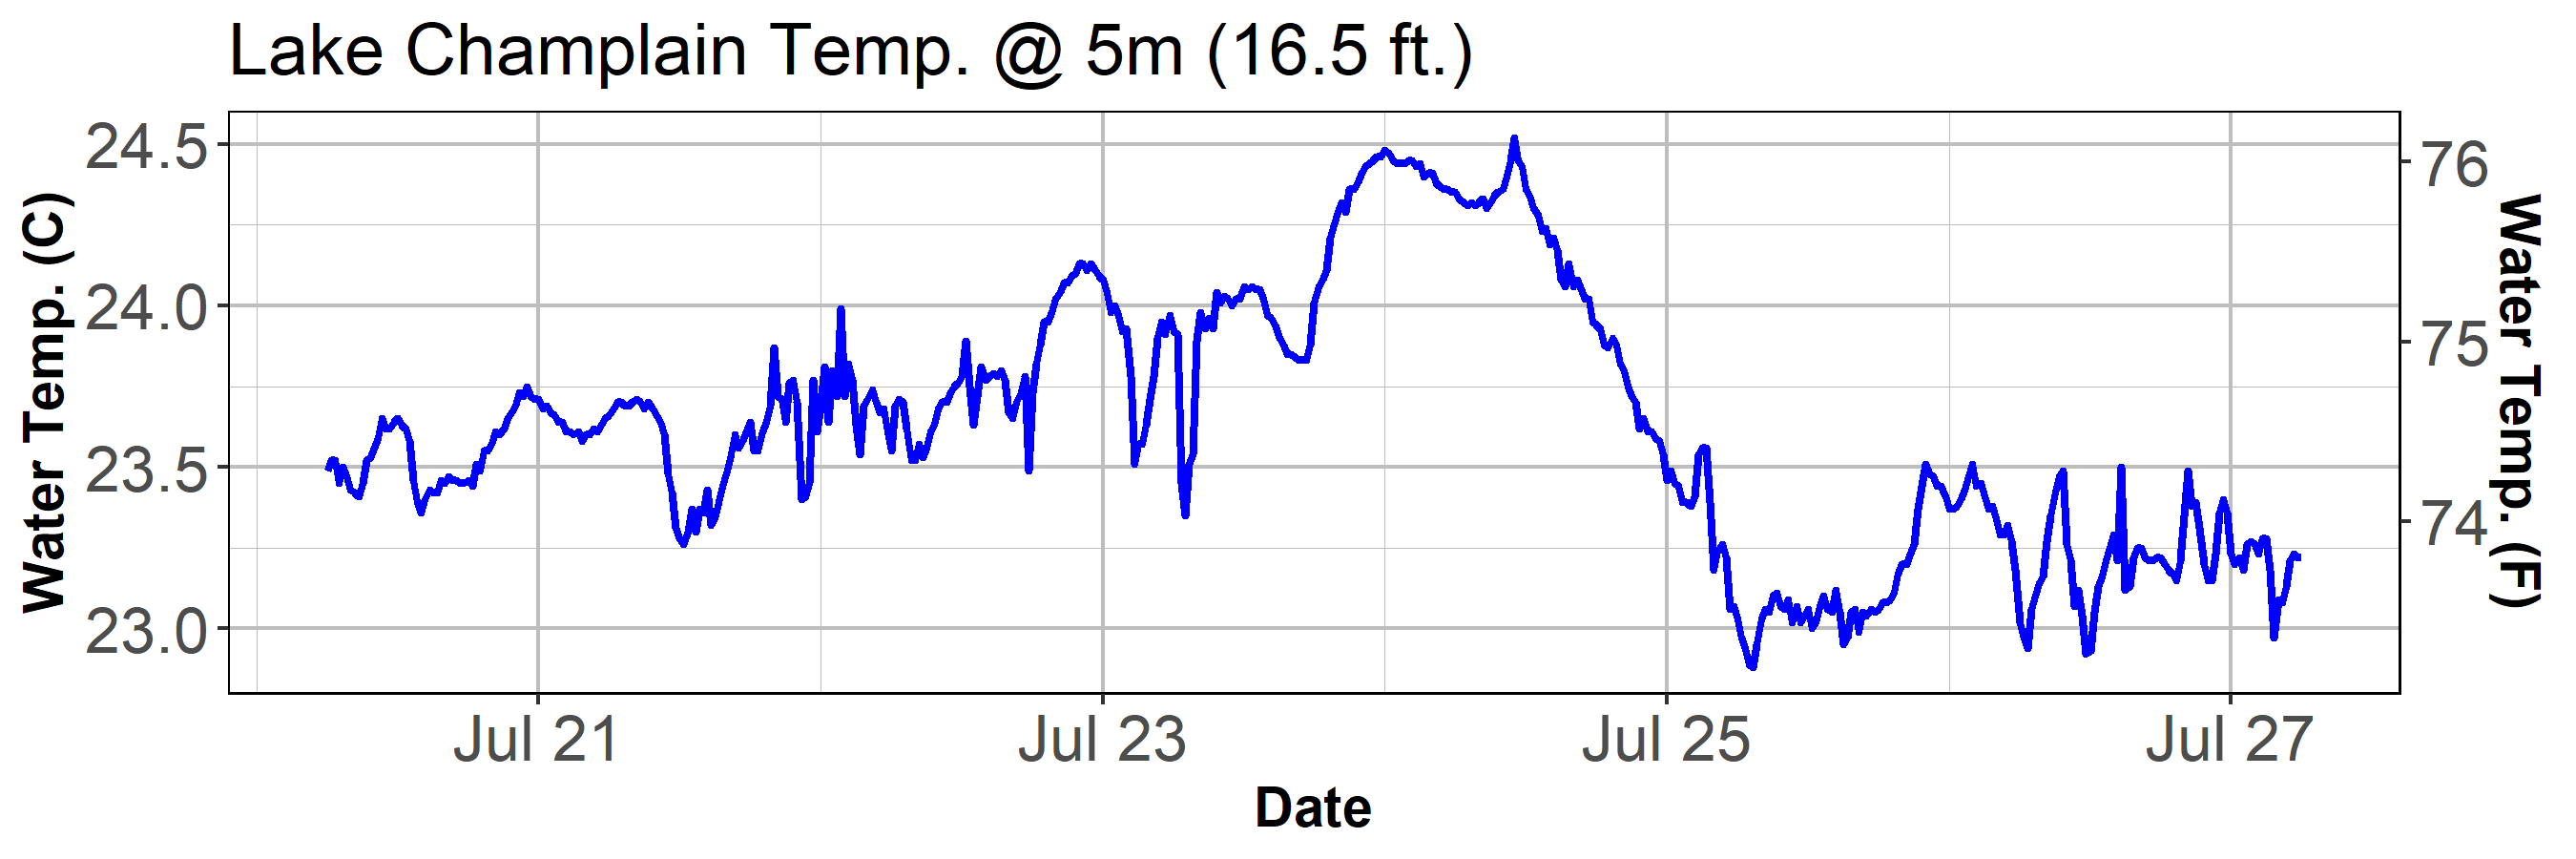 Lake Champlain Temp. @ 5m (16.5 ft.)
Water Temp. (C)
24.5
24.0
23.5
23.0
76
75
74
Water Temp. (F)
Jul 21
Jul 23
Jul 25
Jul 27
Date